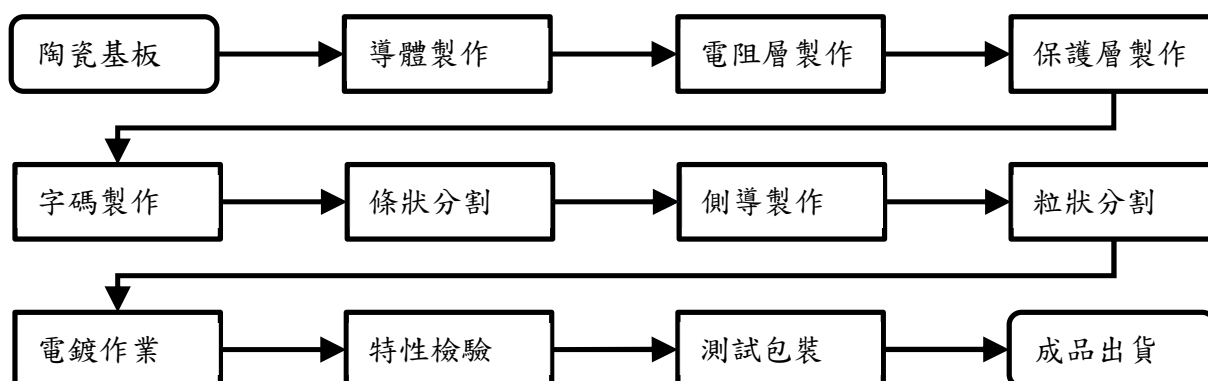 陶瓷基板
導體製作
電阻層製作
保護層製作
字碼製作
條狀分割
側導製作
粒狀分割
電鍍作業
特性檢驗
測試包裝
成品出貨